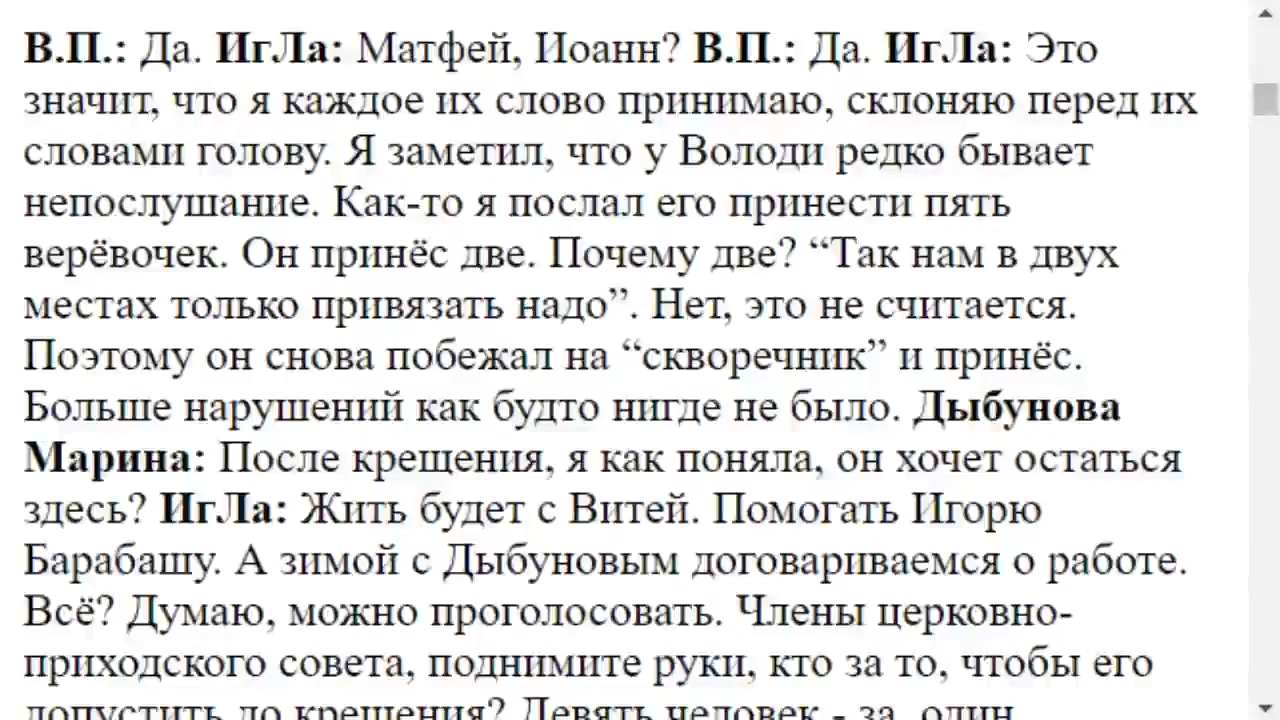 В.П.: Да. ИгЛа: Матфей, Иоанн? В.П.: Да. ИгЛа: Это
значит, что я каждое их слово принимаю, склоняю перед их
словами голову. Я заметил, что у Володи редко бывает
непослушание. Как-то я послал его принести пять
верёвочек. Он принёс две. Почему две? “Так нам в двух
местах только привязать надо”. Нет, это не считается.
Поэтому он снова побежал на “скворечник” и принёс.
Больше нарушений как будто нигде не было. Дыбунова
Марина: После крещения, я как поняла, он хочет остаться
здесь? ИгЛа: Жить будет с Витей. Помогать Игорю
Барабашу. А зимой с Дыбуновым договариваемся о работе.
Всё? Думаю, можно проголосовать. Члены церковно-
приходского совета, поднимите руки, кто за то, чтобы его
допустить до крещения? Девять человек - за, один